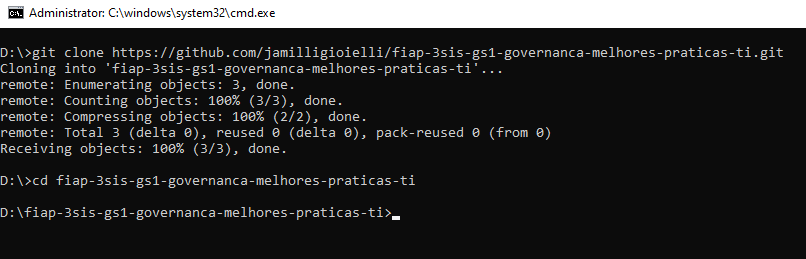 Administrator: C:\windows\system32\cmd.exe
D:\>git clone https://github.com/jamilligioielli/fiap-3sis-gs1-governanca-melhores-praticas-ti.git
Cloning into 'fiap-3sis-gs1-governanca-melhores-praticas-ti'...
remote: Enumerating objects: 3, done.
remote: Counting objects: 100% (3/3), done.
remote: Compressing objects: 100% (2/2), done.
remote: Total 3 (delta 0), reused 0 (delta 0), pack-reused 0 (from 0)
Receiving objects: 100% (3/3), done.
D:\>cd fiap-3sis-gs1-governanca-melhores-praticas-ti
D:\fiap-3sis-gs1-governanca-melhores-praticas-ti>